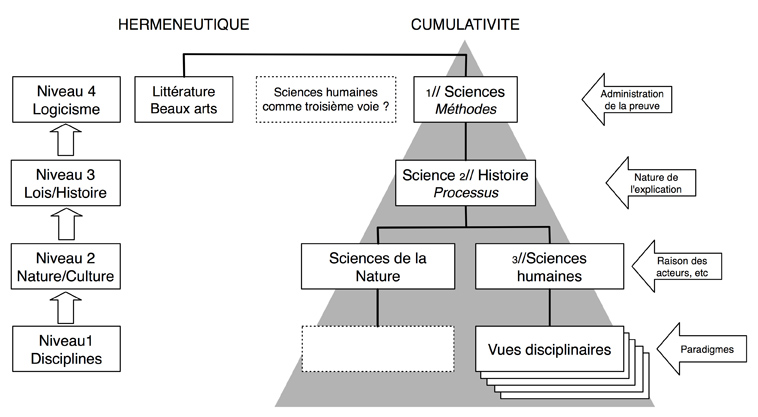 HERMENEUTIQUE
CUMULATIVITE
Niveau 4
Logicisme
Littérature
Beaux arts
Sciences humaines
comme troisième voie ?
1// Sciences
Méthodes
Administration
de la preuve
Niveau 3
Lois/Histoire
Science 2// Histoire
Processus
Nature de
l'explication
Niveau 2
Nature/Culture
Sciences de la
Nature
3//Sciences
humaines
Raison des
acteurs, etc
Niveau1
Disciplines
Vues disciplinaires
Paradigmes